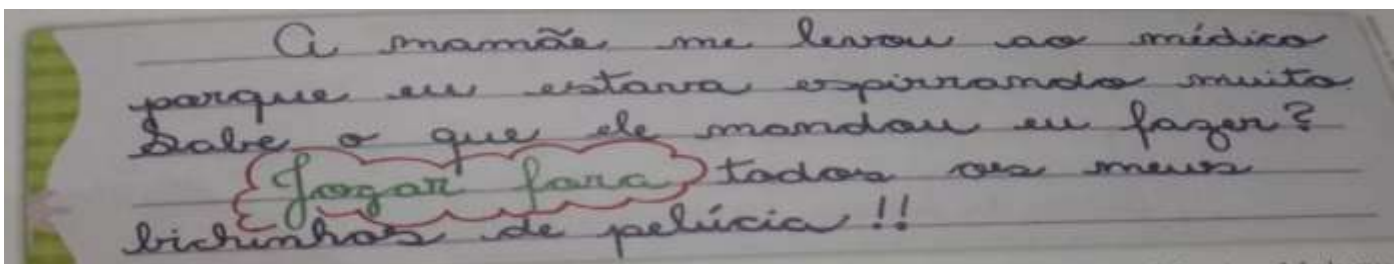 A mamãe me levou ao médico
porque eu estava espirrando muito.
Sabe o que ele mandou eu fazer?
Jogar fora todos os meus
bichinhos de pelúcia!!